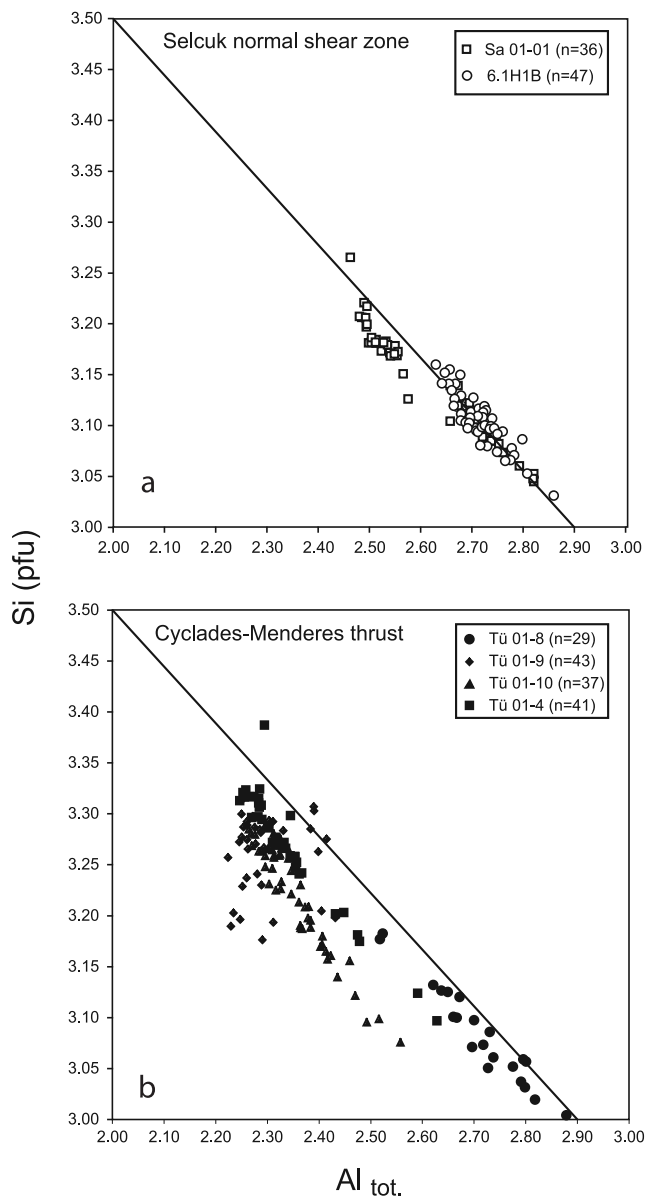 Selcuk normal shear zone
Sa 01-01 (n=36)
6.1H1B (n=47)
3.50
3.45
3.40
3.35
3.30
3.25
3.20
3.15
3.10
3.05
3.00
a
2.00 2.10 2.20 2.30 2.40 2.50 2.60 2.70 2.80 2.90 3.00
Si (pfu)
Cyclades-Menderes thrust
Tü 01-8 (n=29)
Tü 01-9 (n=43)
Tü 01-10 (n=37)
Tü 01-4 (n=41)
3.50
3.45
3.40
3.35
3.30
3.25
3.20
3.15
3.10
3.05
3.00
b
2.00 2.10 2.20 2.30 2.40 2.50 2.60 2.70 2.80 2.90 3.00
Al tot.